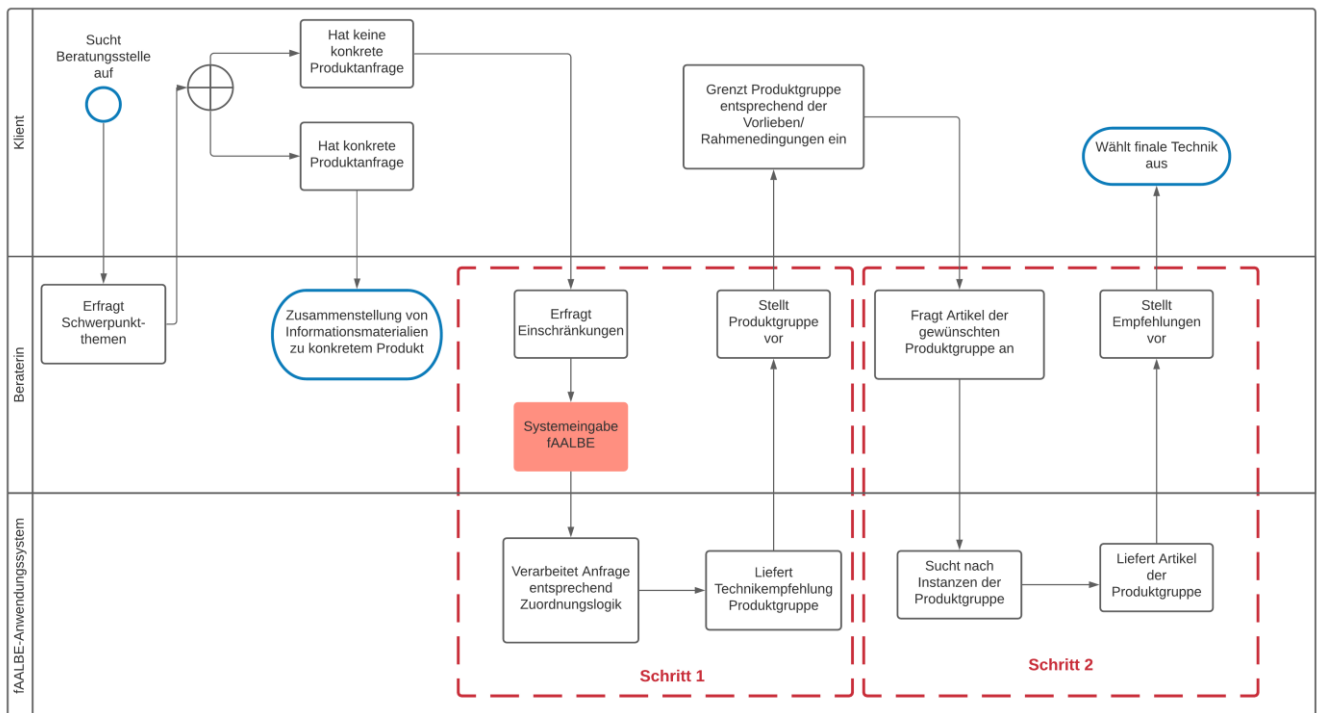 Klient
Sucht
Beratungsstelle
auf
Hat keine
konkrete
Produktanfrage
Hat konkrete
Produktanfrage
Grenzt Produktgruppe
entsprechend der
Vorlieben/
Rahmenedingungen ein
Wählt finale Technik
aus
Beraterin
Erfragt
Schwerpunkt-
themen
Zusammenstellung von
Informationsmaterialien
zu konkretem Produkt
Erfragt
Einschränkungen
Systemeingabe
fAALBE
Stellt
Produktgruppe
vor
Fragt Artikel der
gewünschten
Produktgruppe an
Stellt
Empfehlungen
vor
fAALBE-Anwendungssystem
Verarbeitet Anfrage
entsprechend
Zuordnungslogik
Liefert
Technikempfehlung
Produktgruppe
Sucht nach
Instanzen der
Produktgruppe
Liefert Artikel
der
Produktgruppe
Schritt 1
Schritt 2